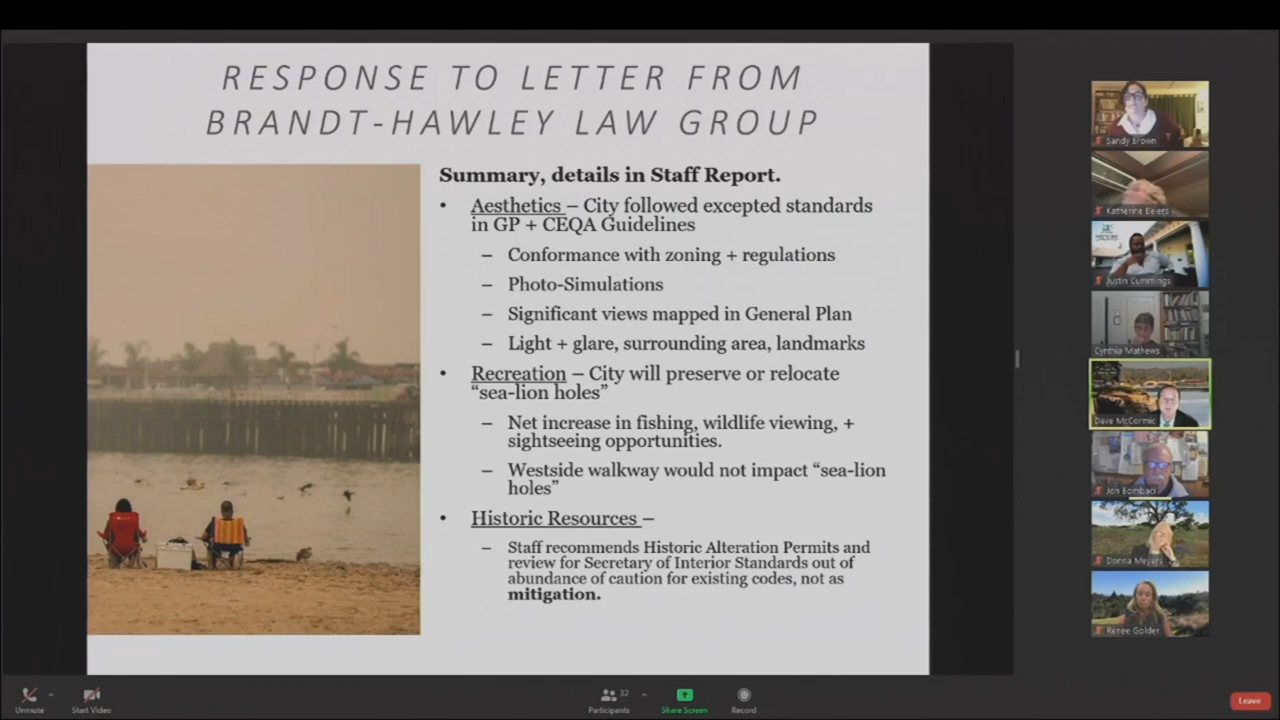 RESPONSE TO LETTER FROM
BRANDT-HAWLEY LAW GROUP
Summary, details in Staff Report.
• Aesthetics – City followed excepted standards
in GP + CEQA Guidelines
– Conformance with zoning + regulations
– Photo-Simulations
– Significant views mapped in General Plan
– Light + glare, surrounding area, landmarks
• Recreation – City will preserve or relocate
“sea-lion holes”
– Net increase in fishing, wildlife viewing, +
sightseeing opportunities.
– Westside walkway would not impact “sea-lion
holes”
• Historic Resources –
– Staff recommends Historic Alteration Permits and
review for Secretary of Interior Standards out of
abundance of caution for existing codes, not as
mitigation.
Sandy Brown
Katherine Beiers
Justin Cummings
Cynthia Mathews
Dave McCormic
Jon Bombaci
Donna Meyers
Renee Golder
Unmute
Start Video
32
Participants
Share Screen
Record
Leave